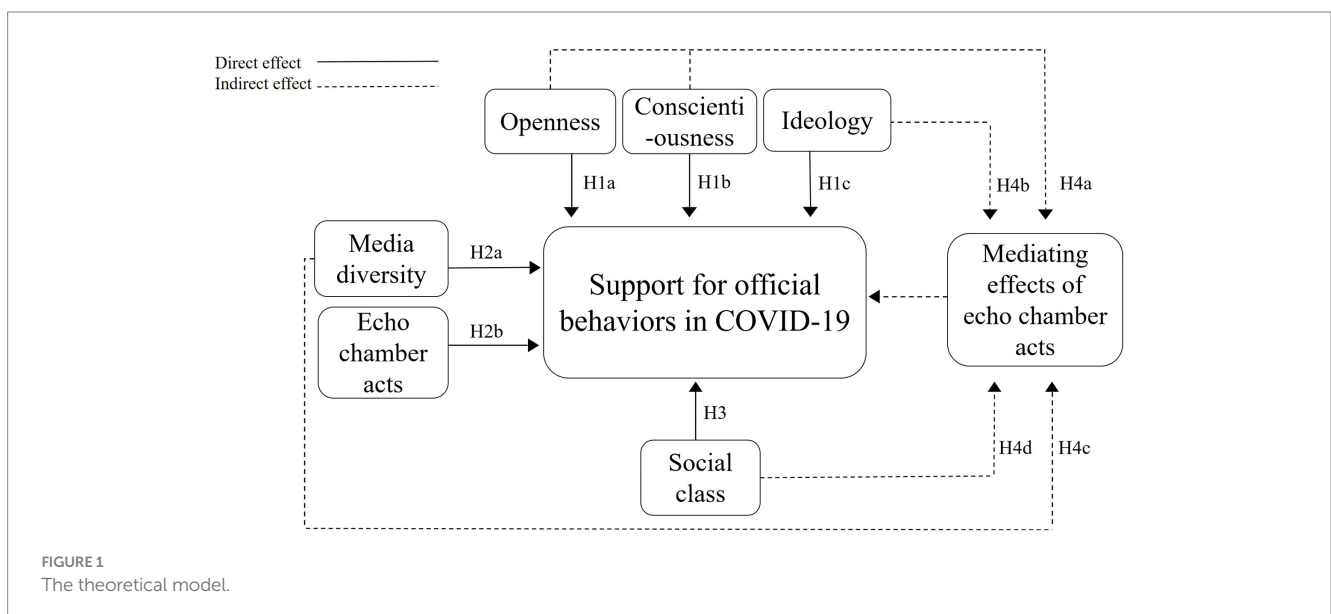 Direct effect
Indirect effect
Openness
Conscienti
-ousness
Ideology
H1a
H1b
H1c
H4b
H4a
Media
diversity
H2a
Echo
chamber
acts
H2b
Support for official
behaviors in COVID-19
Mediating
effects of
echo chamber
acts
H3
Social
class
H4d
H4c
FIGURE 1
The theoretical model.